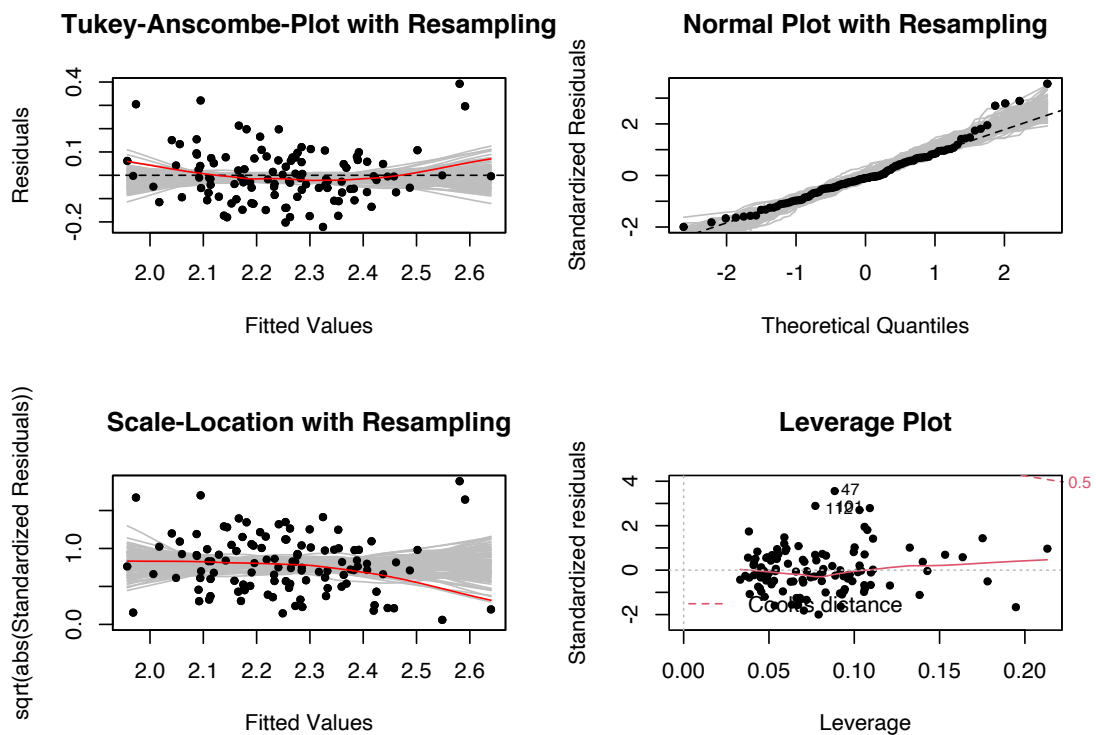 Tukey-Anscombe-Plot with Resampling
Residuals
0.4
0.1
-0.2
2.0 2.1 2.2 2.3 2.4 2.5 2.6
Fitted Values
Normal Plot with Resampling
Standardized Residuals
2
0
-2
-2 -1 0 1 2
Theoretical Quantiles
Scale-Location with Resampling
sqrt(abs(Standardized Residuals))
1.0
0.0
2.0 2.1 2.2 2.3 2.4 2.5 2.6
Fitted Values
Leverage Plot
Standardized residuals
4
2
0
-2
0.5
47
112
Cook's distance
0.00 0.05 0.10 0.15 0.20
Leverage